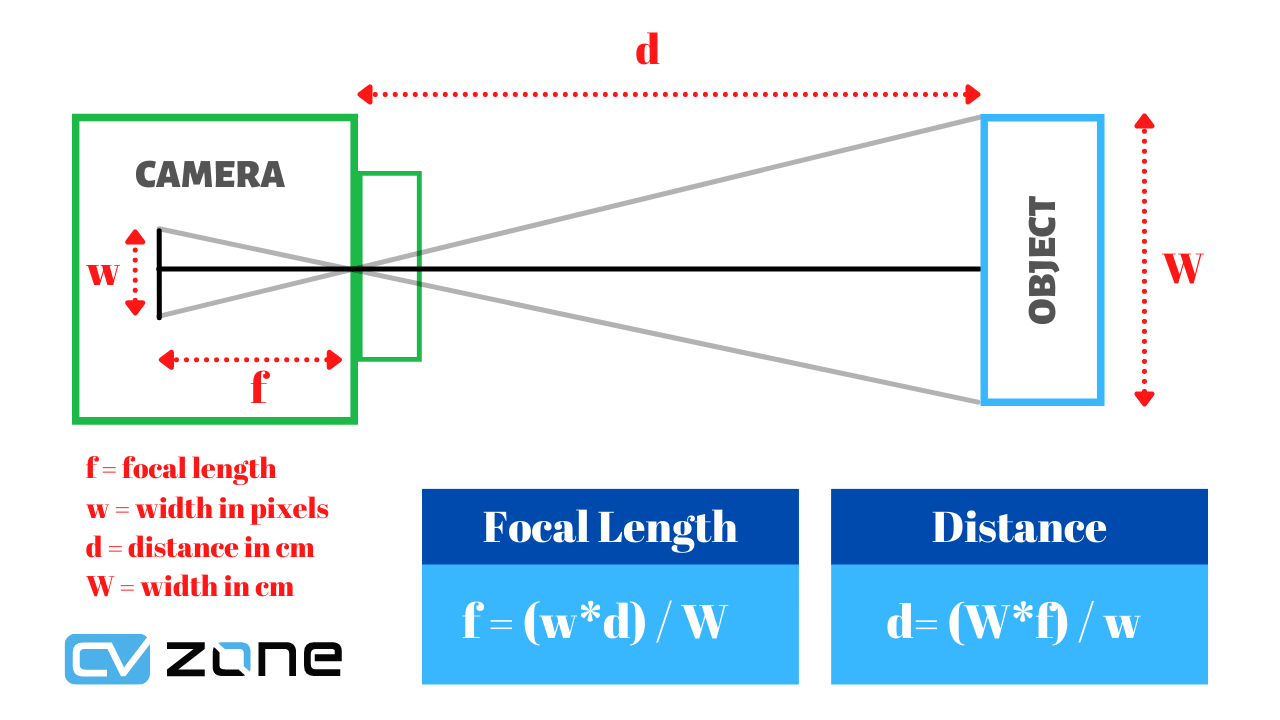 d
CAMERA
w
f
OBJECT
W
f = focal length
w = width in pixels
d = distance in cm
W = width in cm
CV ZONE
Focal Length
f = (w*d) / W
Distance
d= (W*f) / w